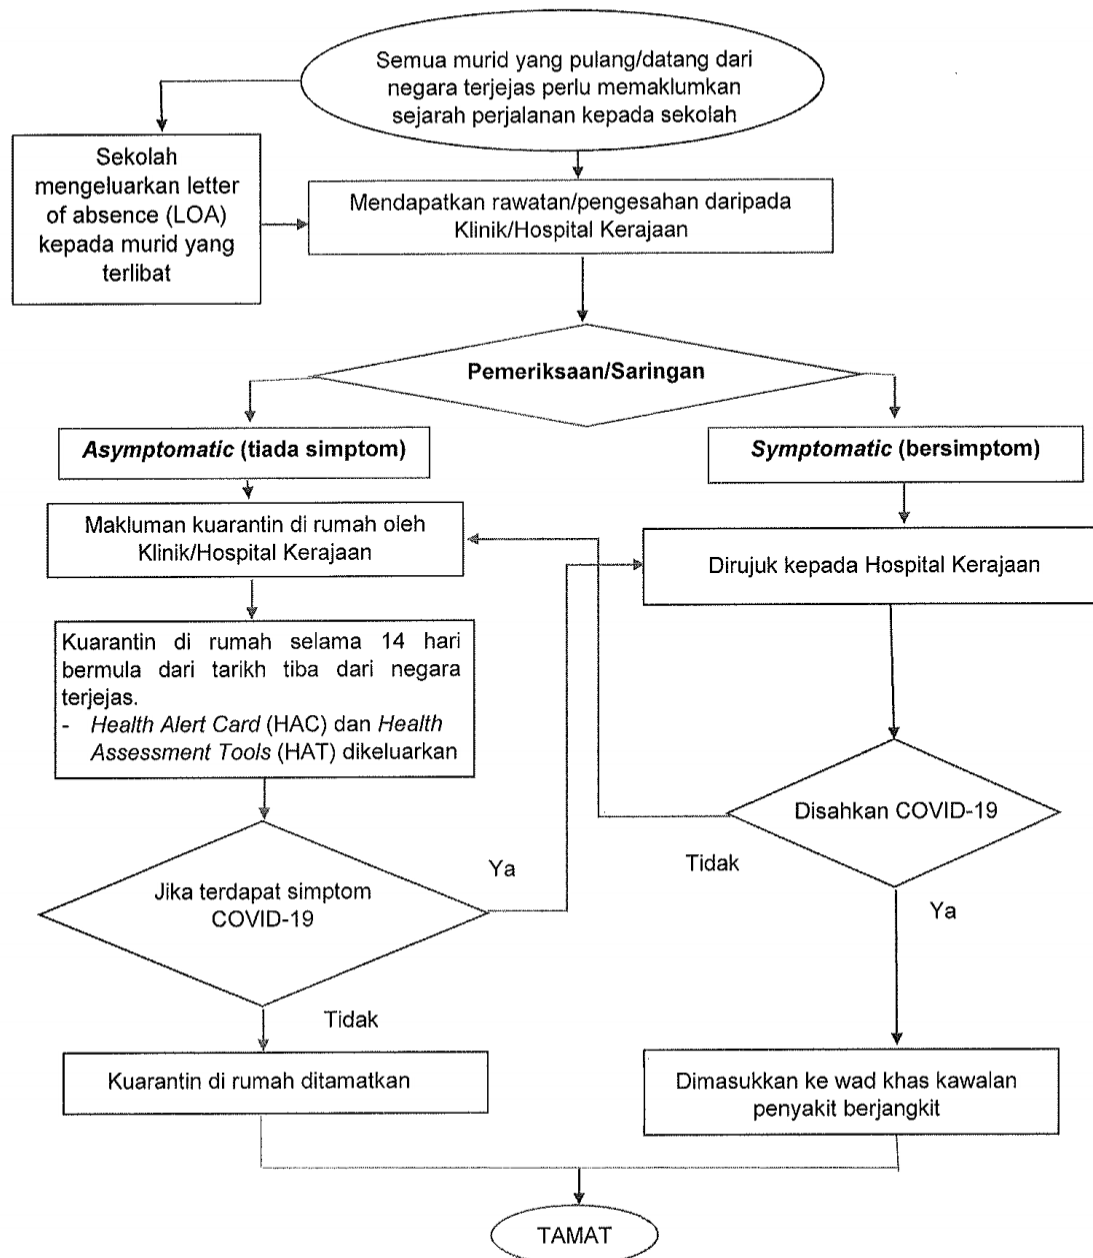 Semua murid yang pulang/datang dari
negara terjejas perlu memaklumkan
sejarah perjalanan kepada sekolah
Sekolah
mengeluarkan letter
of absence (LOA)
kepada murid yang
terlibat
Mendapatkan rawatan/pengesahan daripada
Klinik/Hospital Kerajaan
Pemeriksaan/Saringan
Asymptomatic (tiada simptom)
Symptomatic (bersimptom)
Makluman kuarantin di rumah oleh
Klinik/Hospital Kerajaan
Dirujuk kepada Hospital Kerajaan
Kuarantin di rumah selama 14 hari
bermula dari tarikh tiba dari negara
terjejas.
- Health Alert Card (HAC) dan Health
Assessment Tools (HAT) dikeluarkan
Disahkan COVID-19
Tidak
Ya
Jika terdapat simptom
COVID-19
Ya
Tidak
Kuarantin di rumah ditamatkan
Dimasukkan ke wad khas kawalan
penyakit berjangkit
TAMAT